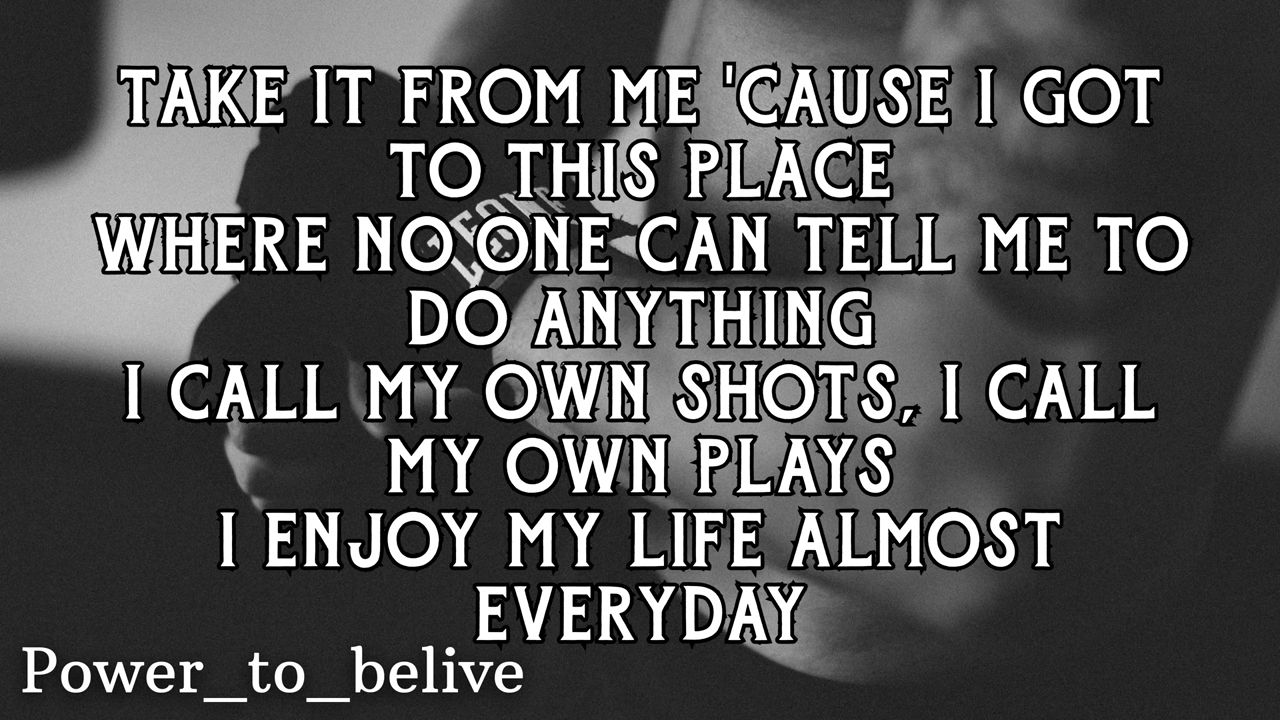 TAKE IT FROM ME 'CAUSE I GOT
TO THIS PLACE
WHERE NO ONE CAN TELL ME TO
DO ANYTHING
I CALL MY OWN SHOTS, I CALL
MY OWN PLAYS
I ENJOY MY LIFE ALMOST
EVERYDAY
Power_to_belive